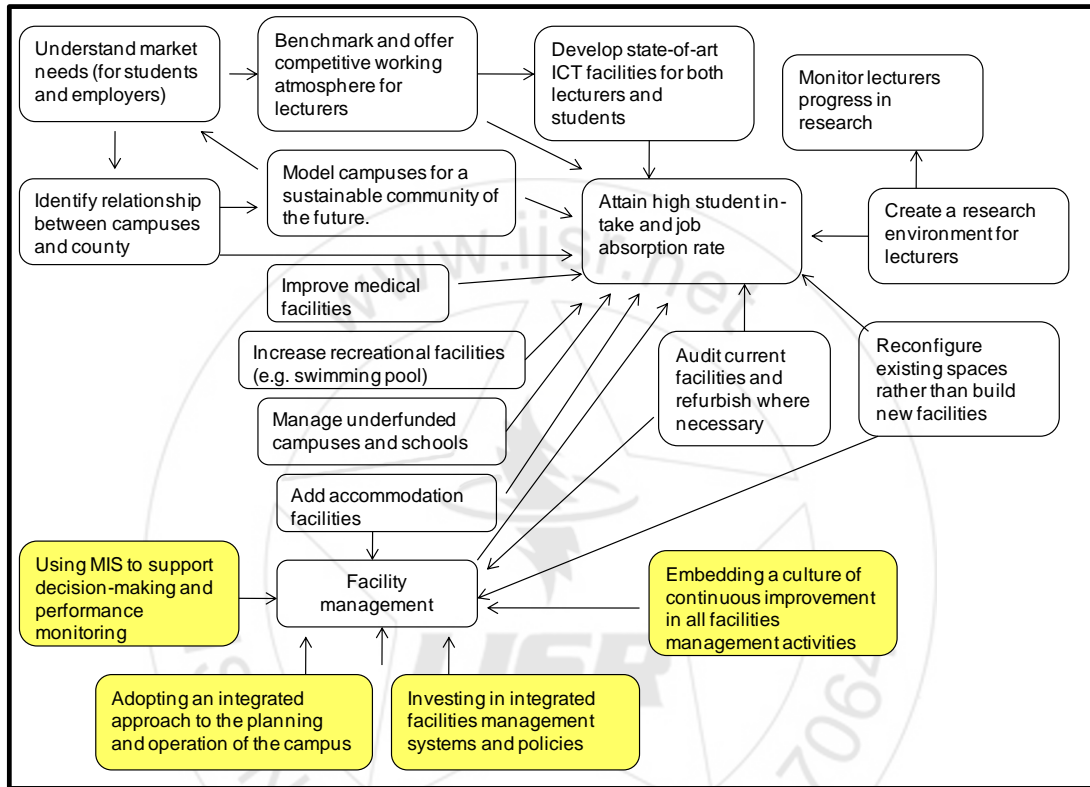 Understand market
needs (for students
and employers)
Benchmark and offer
competitive working
atmosphere for
lecturers
Develop state-of-art
ICT facilities for both
lecturers and
students
Monitor lecturers
progress in
research
Identify relationship
between campuses
and county
Model campuses for a
sustainable community of
the future.
Attain high student in-
take and job
absorption rate
Create a research
environment for
lecturers
www.ijsr.net
Improve medical
facilities
Increase recreational facilities
(e.g. swimming pool)
Audit current
facilities and
refurbish where
necessary
Reconfigure
existing spaces
rather than build
new facilities
Manage underfunded
campuses and schools
Add accommodation
facilities
Using MIS to support
decision-making and
performance
monitoring
Facility
management
Embedding a culture of
continuous improvement
in all facilities
management activities
IJSR
Adopting an integrated
approach to the planning
and operation of the campus
Investing in integrated
facilities management
systems and policies